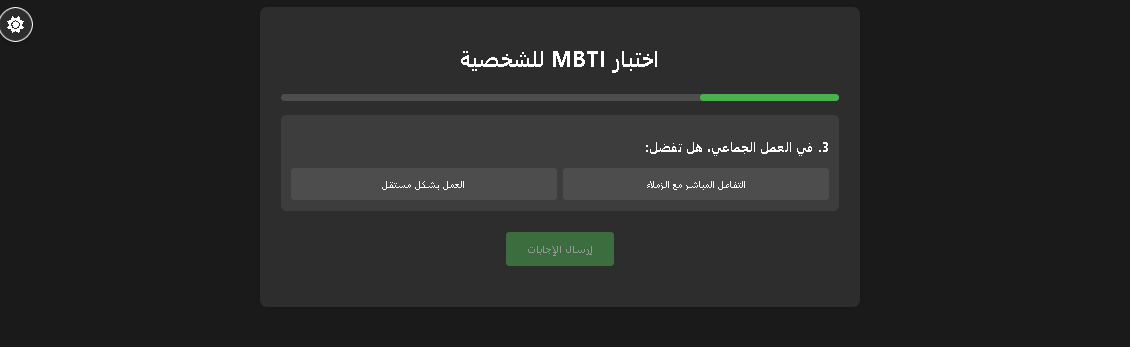 اختبار MBTI للشخصية
3. في العمل الجماعي، هل تفضل:
التفاعل المباشر مع الزملاء
العمل بشكل مستقل
إرسال الإجابات